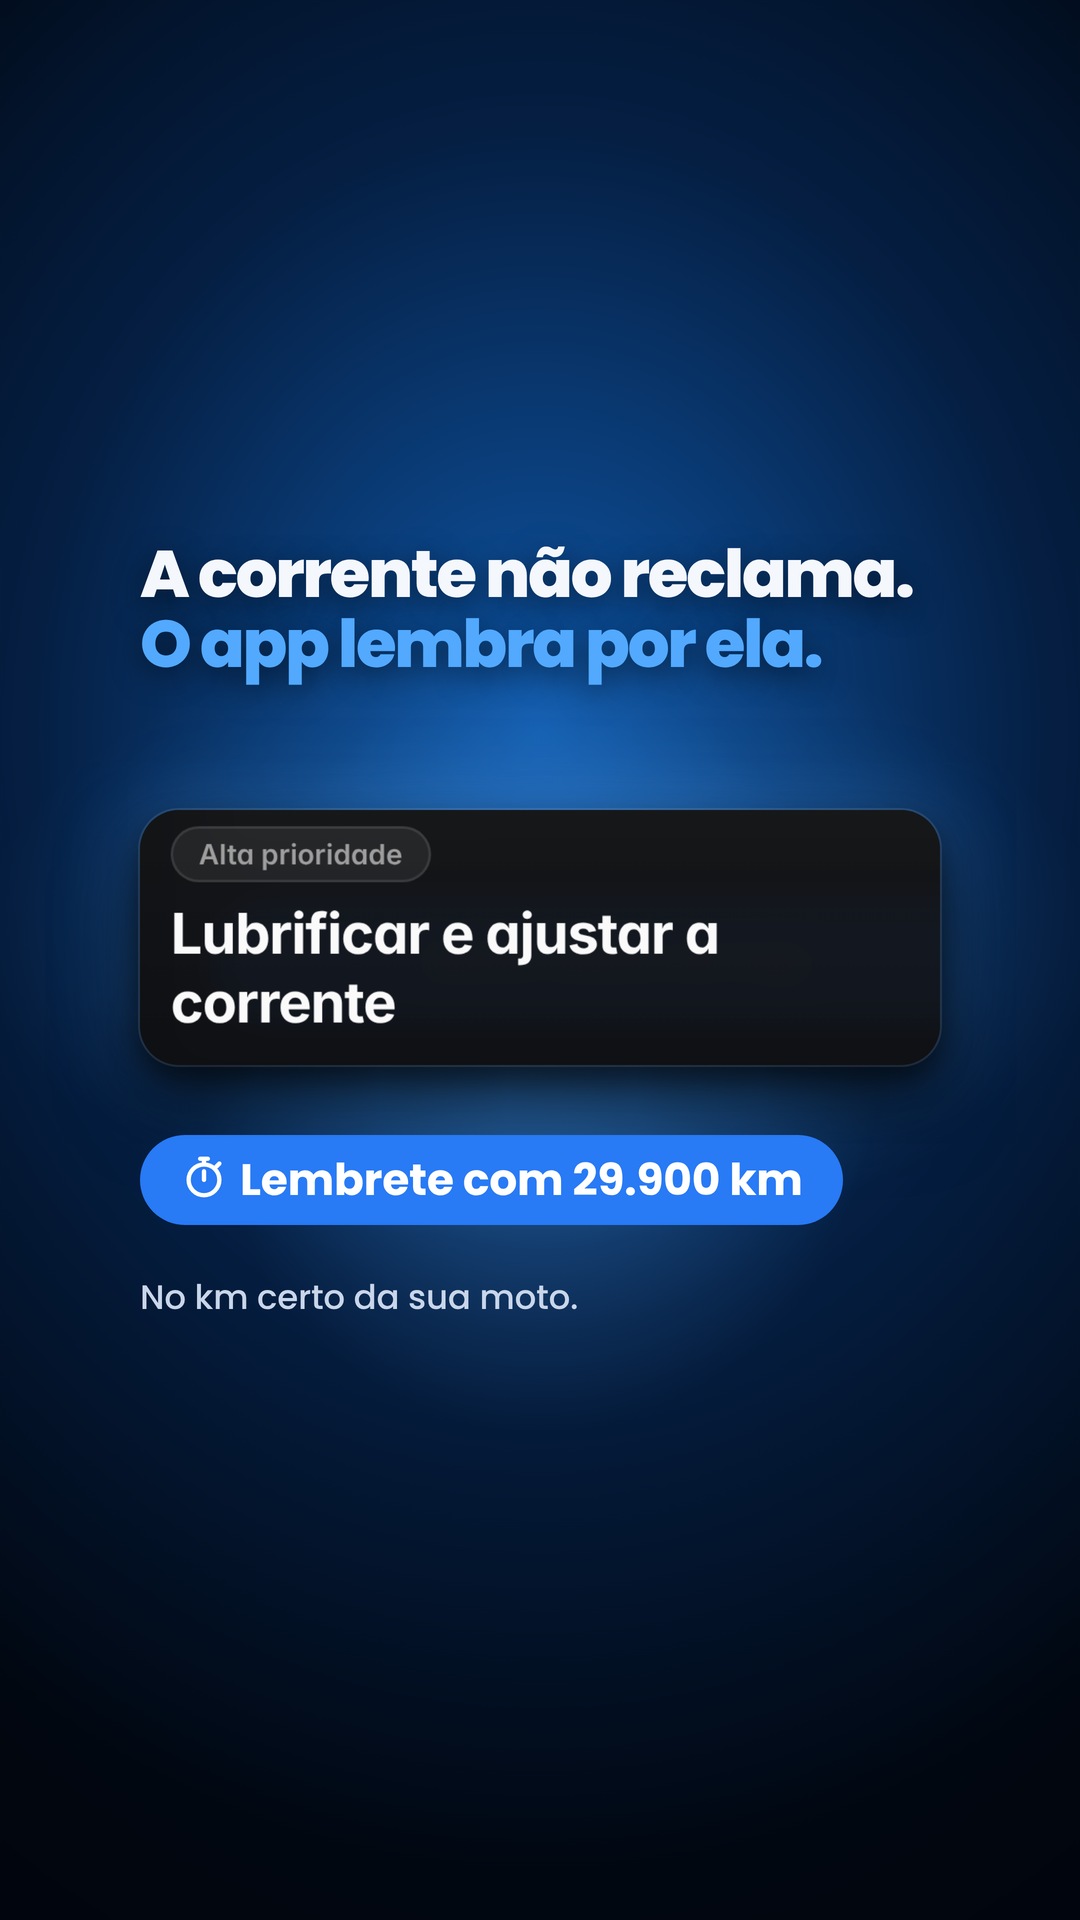 A corrente não reclama.
O app lembra por ela.
Alta prioridade
Lubrificar e ajustar a
corrente
Lembrete com 29.900 km
No km certo da sua moto.